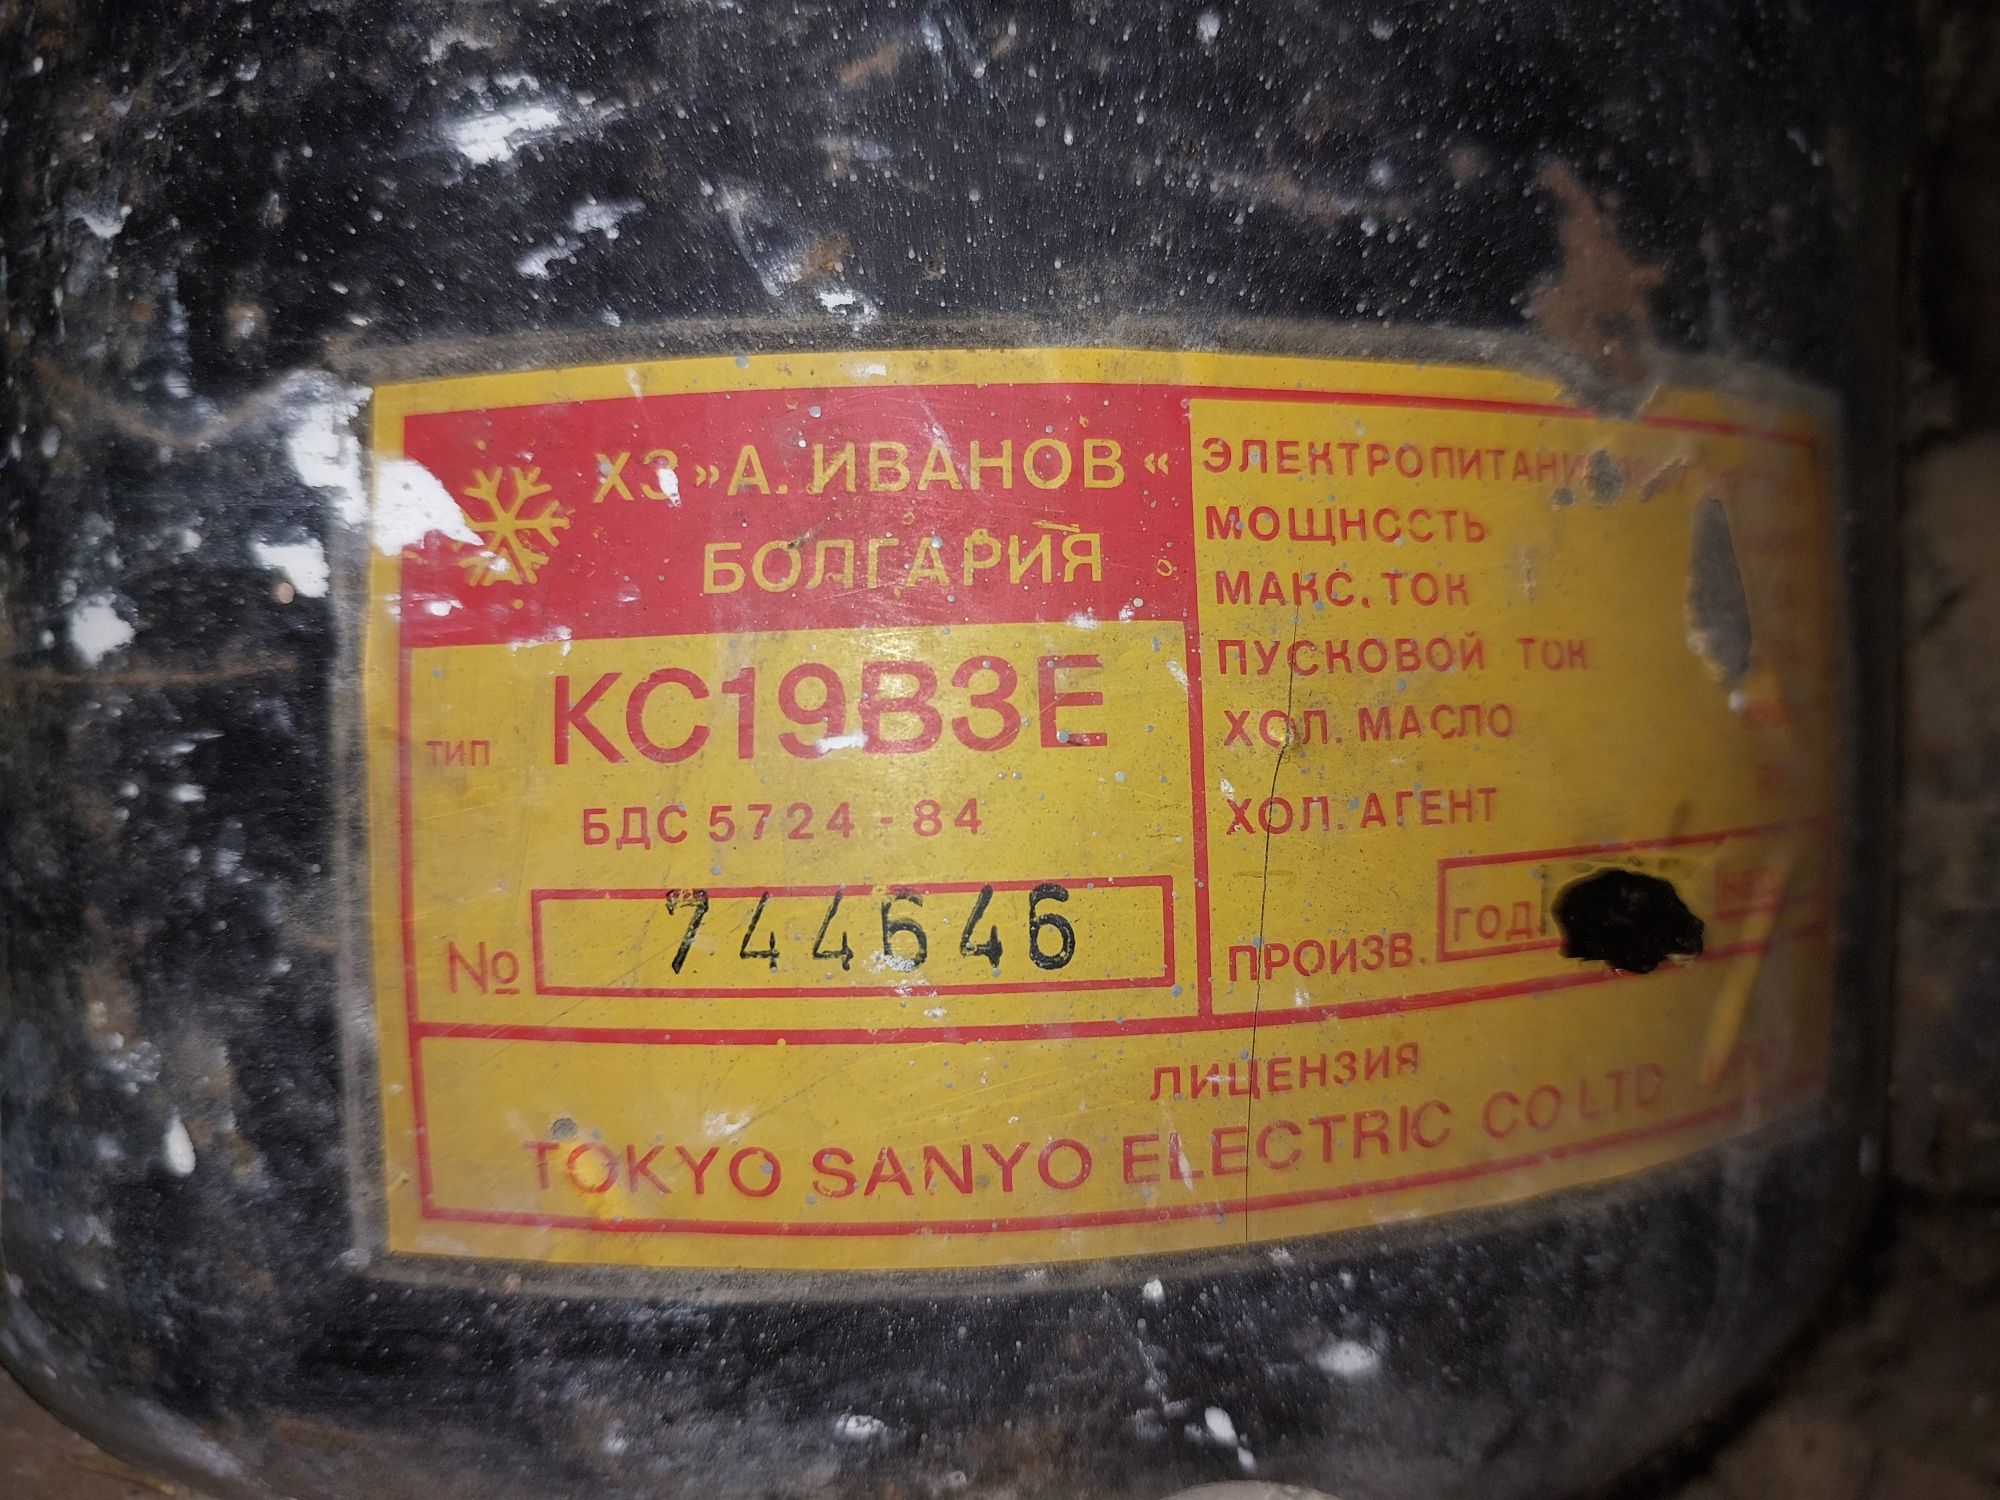 ХЗ »А. ИВАНОВ«
БОЛГАРИЯ
ТИП КС19В3Е
БДС 5724-84
№ 744646
ЭЛЕКТРОПИТАНИЕ
МОЩНОСТЬ
МАКС. ТОК
ПУСКОВОЙ ТОК
ХОЛ. МАСЛО
ХОЛ. АГЕНТ
ПРОИЗВ. ГОД
ЛИЦЕНЗИЯ
TOKYO SANYO ELECTRIC CO LTD